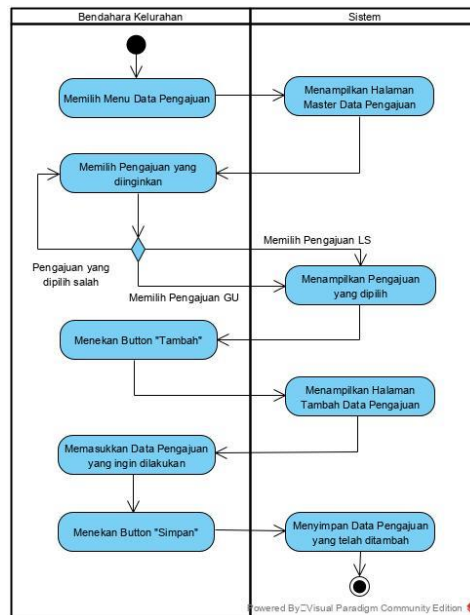 Bendahara Kelurahan
Sistem
Memilih Menu Data Pengajuan
Menampilkan Halaman
Master Data Pengajuan
Memilih Pengajuan yang
diinginkan
Memilih Pengajuan LS
Pengajuan yang
dipilih salah
Memilih Pengajuan GU
Menampilkan Pengajuan
yang dipilih
Menekan Button "Tambah"
Menampilkan Halaman
Tambah Data Pengajuan
Memasukkan Data Pengajuan
yang ingin dilakukan
Menekan Button "Simpan"
Menyimpan Data Pengajuan
yang telah ditambah
Powered By Visual Paradigm Community Edition